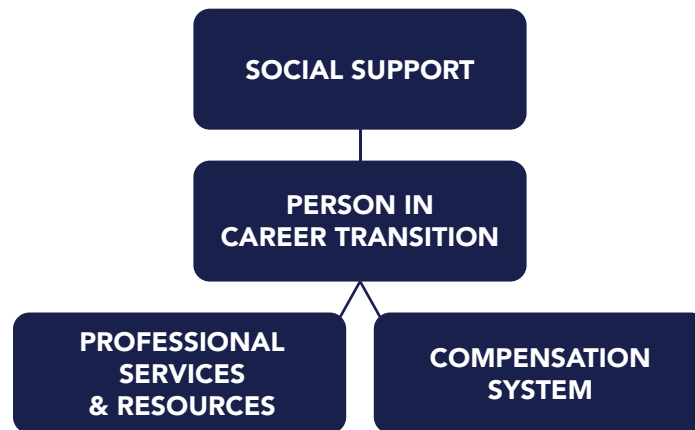 SOCIAL SUPPORT
PERSON IN
CAREER TRANSITION
PROFESSIONAL
SERVICES
& RESOURCES
COMPENSATION
SYSTEM